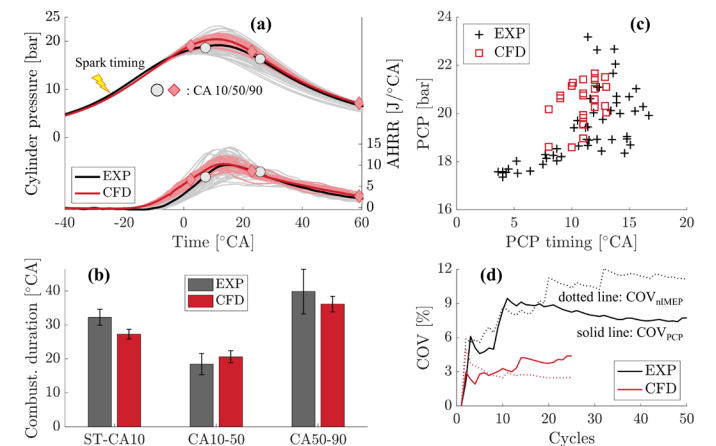 (a)
Cylinder pressure [bar]
25
20
15
10
5
0
Spark timing
: CA 10/50/90
EXP
CFD
AHRR [J/°CA]
15
10
5
0
-40
-20
0
20
40
60
Time [°CA]
(c)
PCP [bar]
24
22
20
18
16
EXP
CFD
0
5
10
15
20
PCP timing [°CA]
(b)
Combust. duration [°CA]
40
30
20
10
0
EXP
CFD
ST-CA10
CA10-50
CA50-90
(d)
COV [%]
12
9
6
3
0
dotted line: COVnIMEP
solid line: COVPCP
EXP
CFD
0
10
20
30
40
50
Cycles